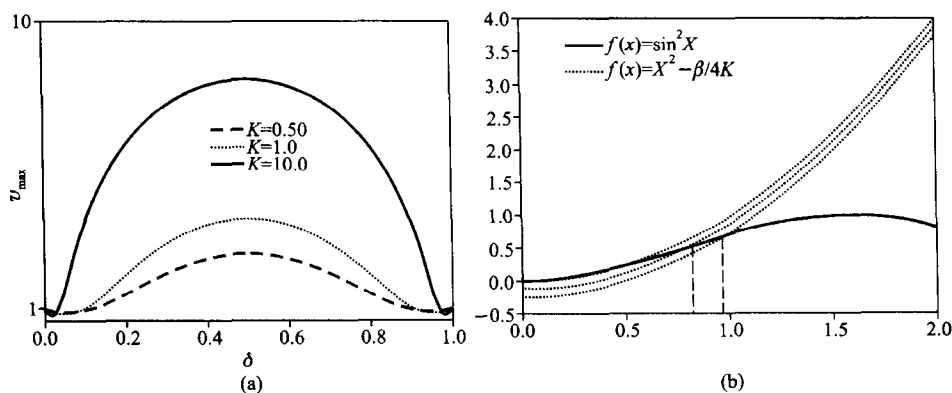 10
1
υmax
K=0.50
K=1.0
K=10.0
0.0 0.2 0.4 0.6 0.8 1.0
δ
(a)
4.0
3.5
3.0
2.5
2.0
1.5
1.0
0.5
0.0
−0.5
f(x)=sin²X
f(x)=X²−β/4K
0.0 0.5 1.0 1.5 2.0
(b)